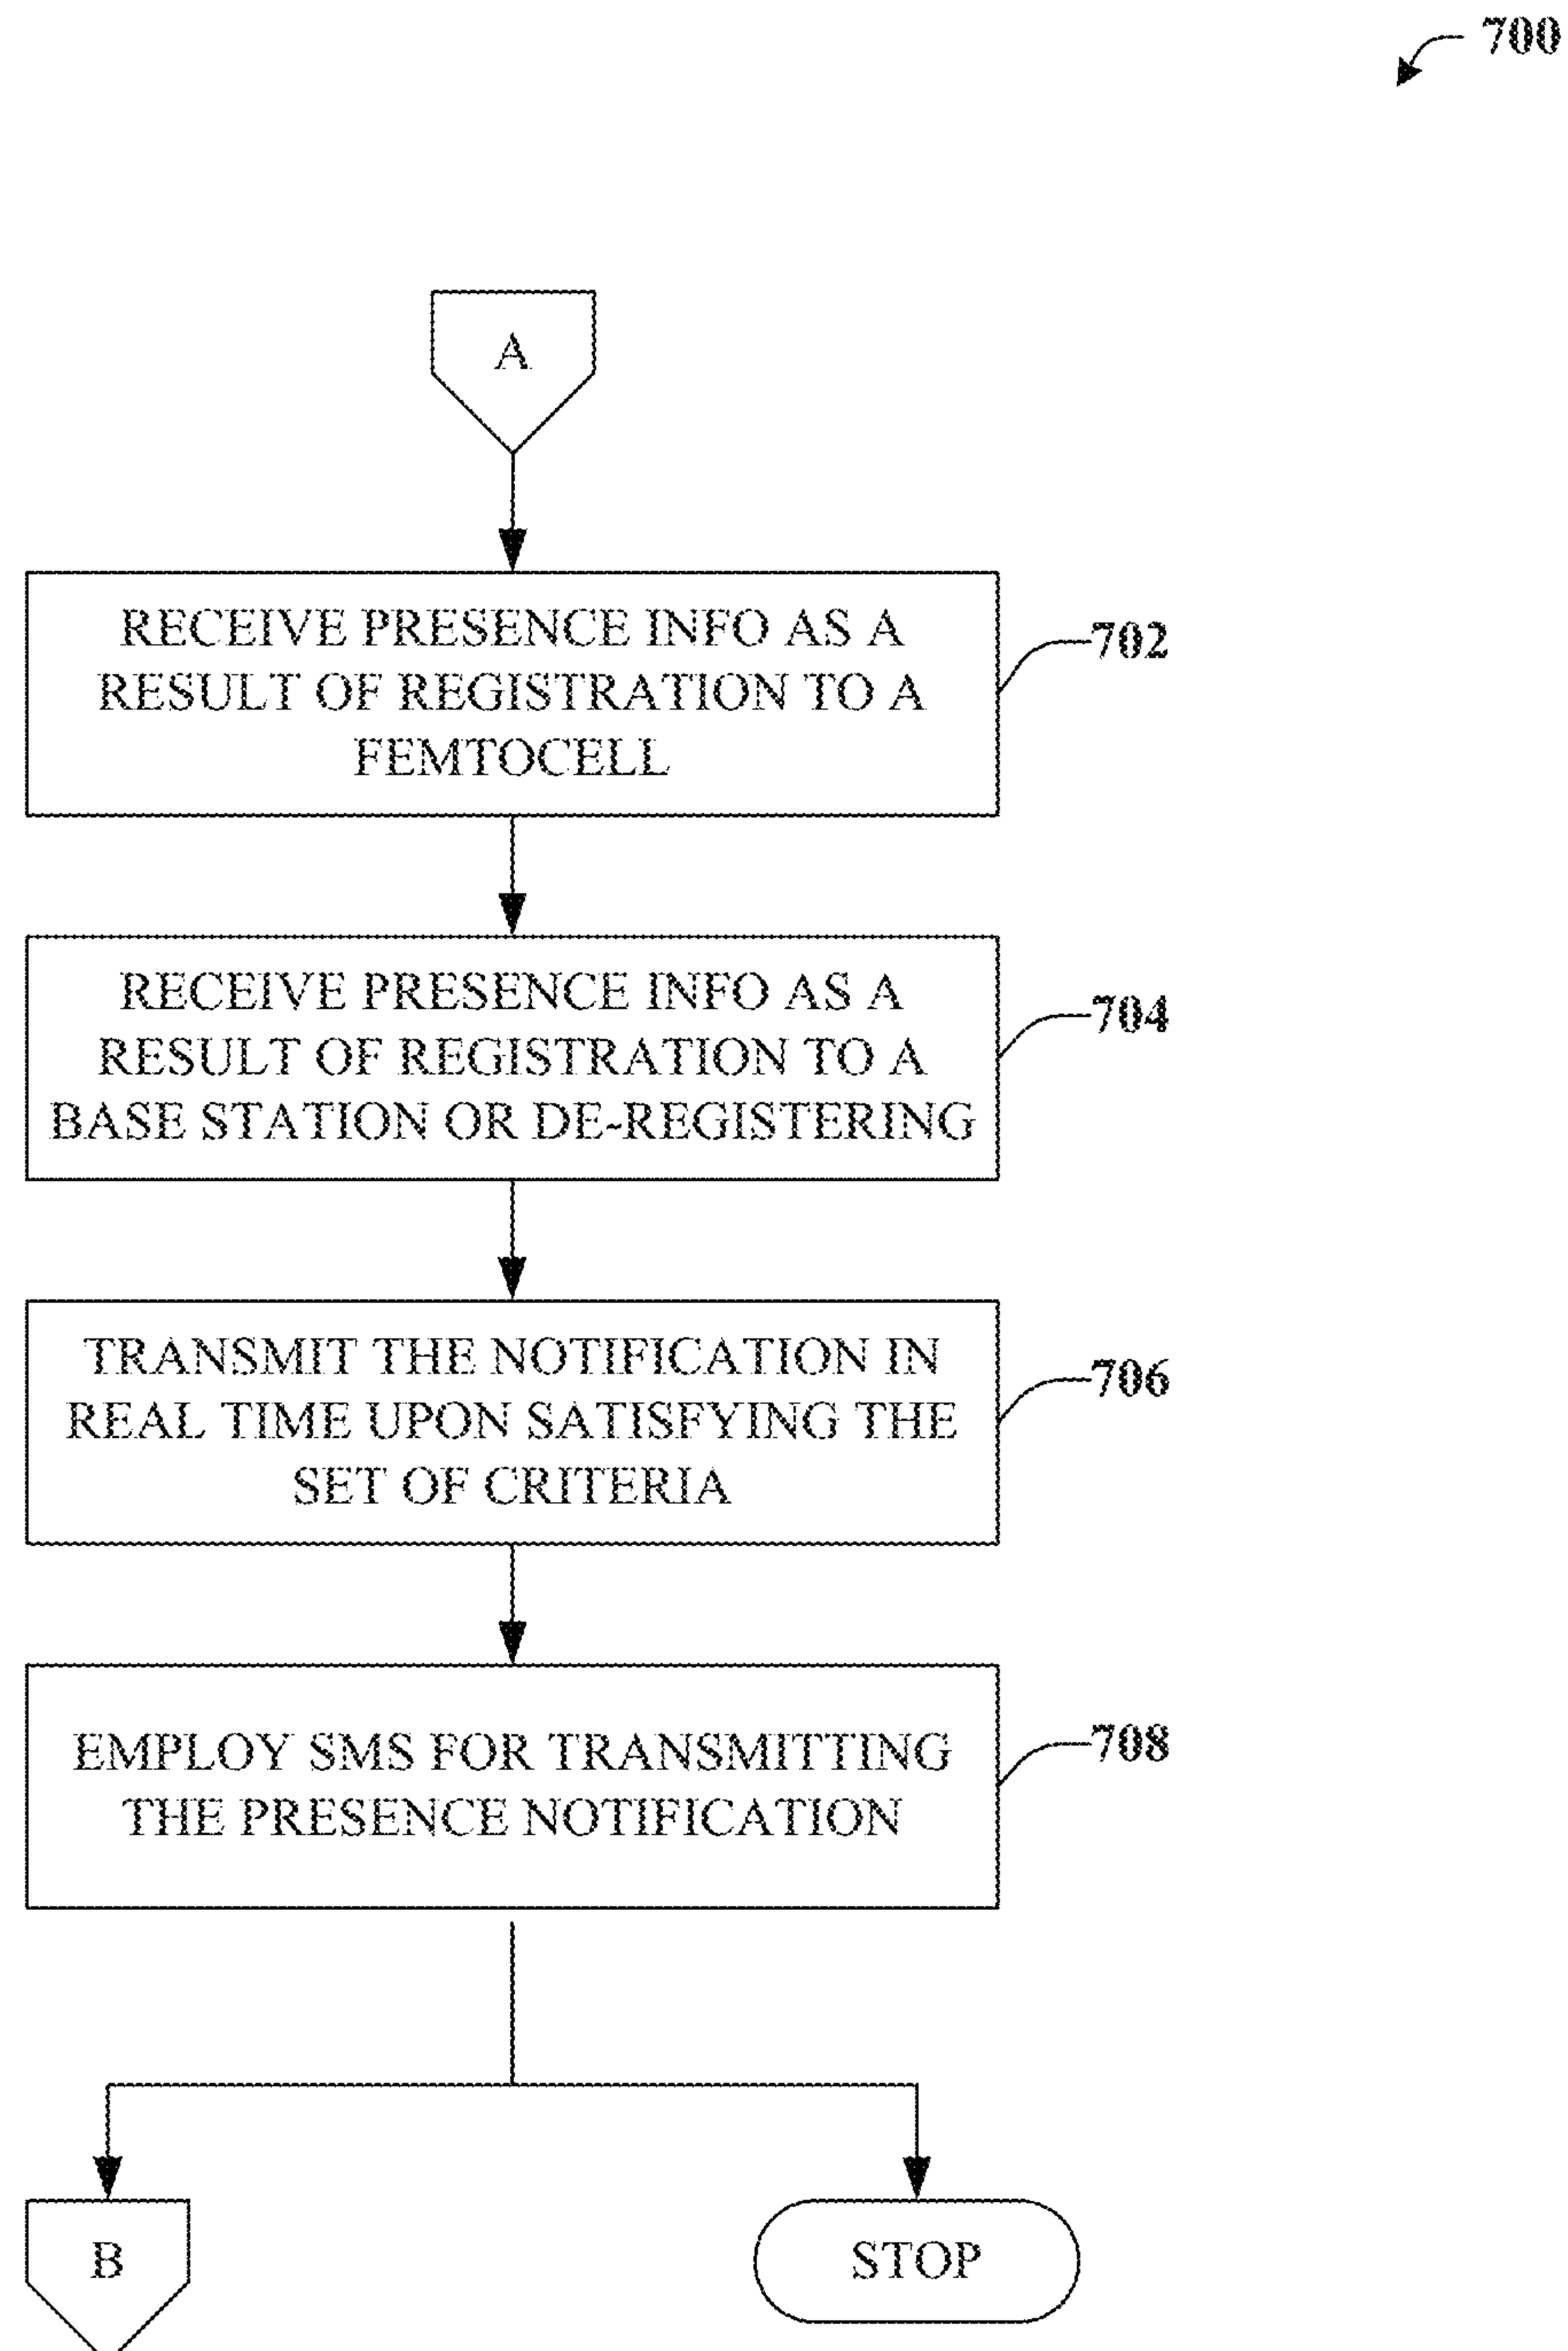 700
A
RECEIVE PRESENCE INFO AS A
RESULT OF REGISTRATION TO A
FEMTOCELL
702
RECEIVE PRESENCE INFO AS A
RESULT OF REGISTRATION TO A
BASE STATION OR DE-REGISTERING
704
TRANSMIT THE NOTIFICATION IN
REAL TIME UPON SATISFYING THE
SET OF CRITERIA
706
EMPLOY SMS FOR TRANSMITTING
THE PRESENCE NOTIFICATION
708
B
STOP